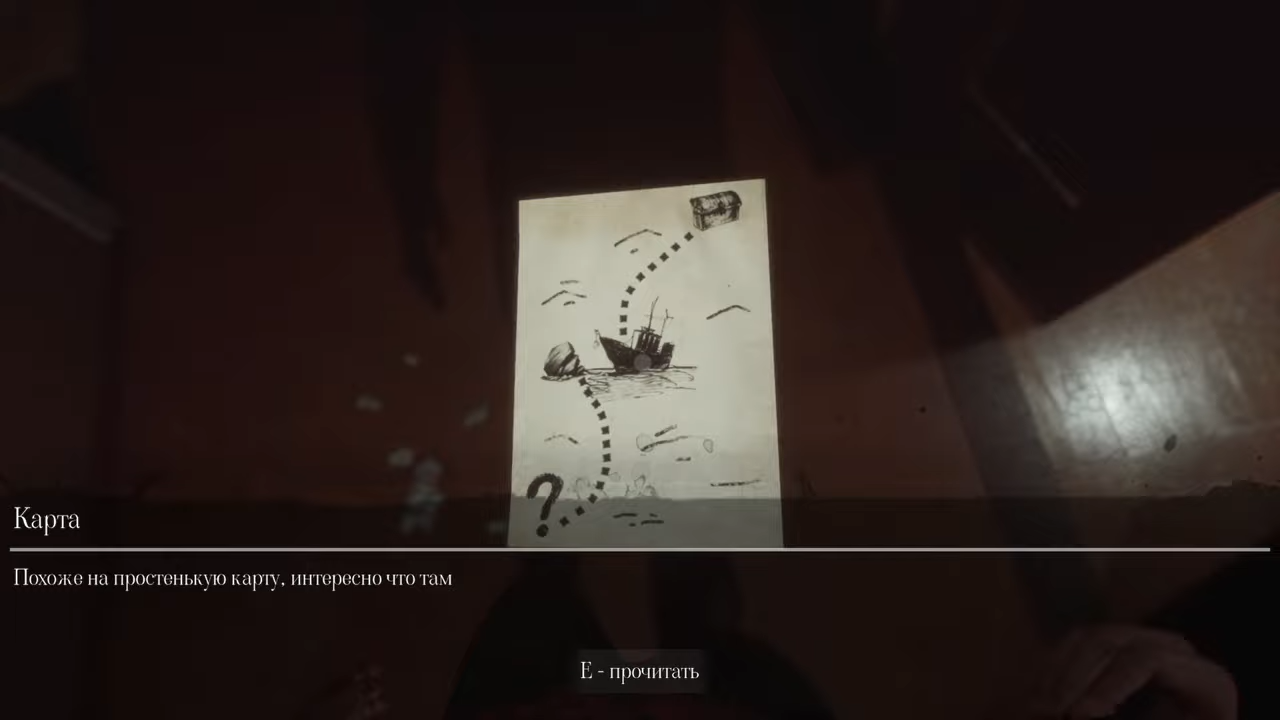 ?
Карта
Похоже на простенькую карту, интересно что там
E - прочитать